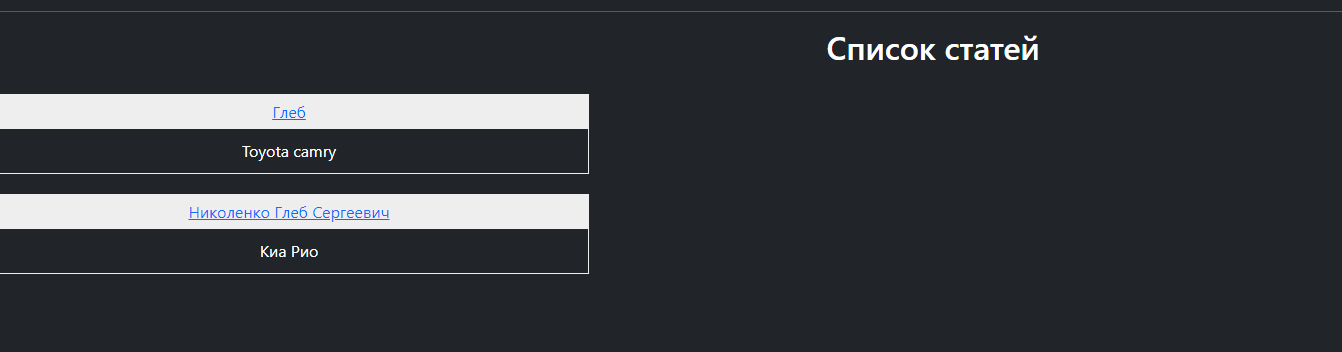 Список статей
Глеб
Toyota camry
Николенко Глеб Сергеевич
Киа Рио